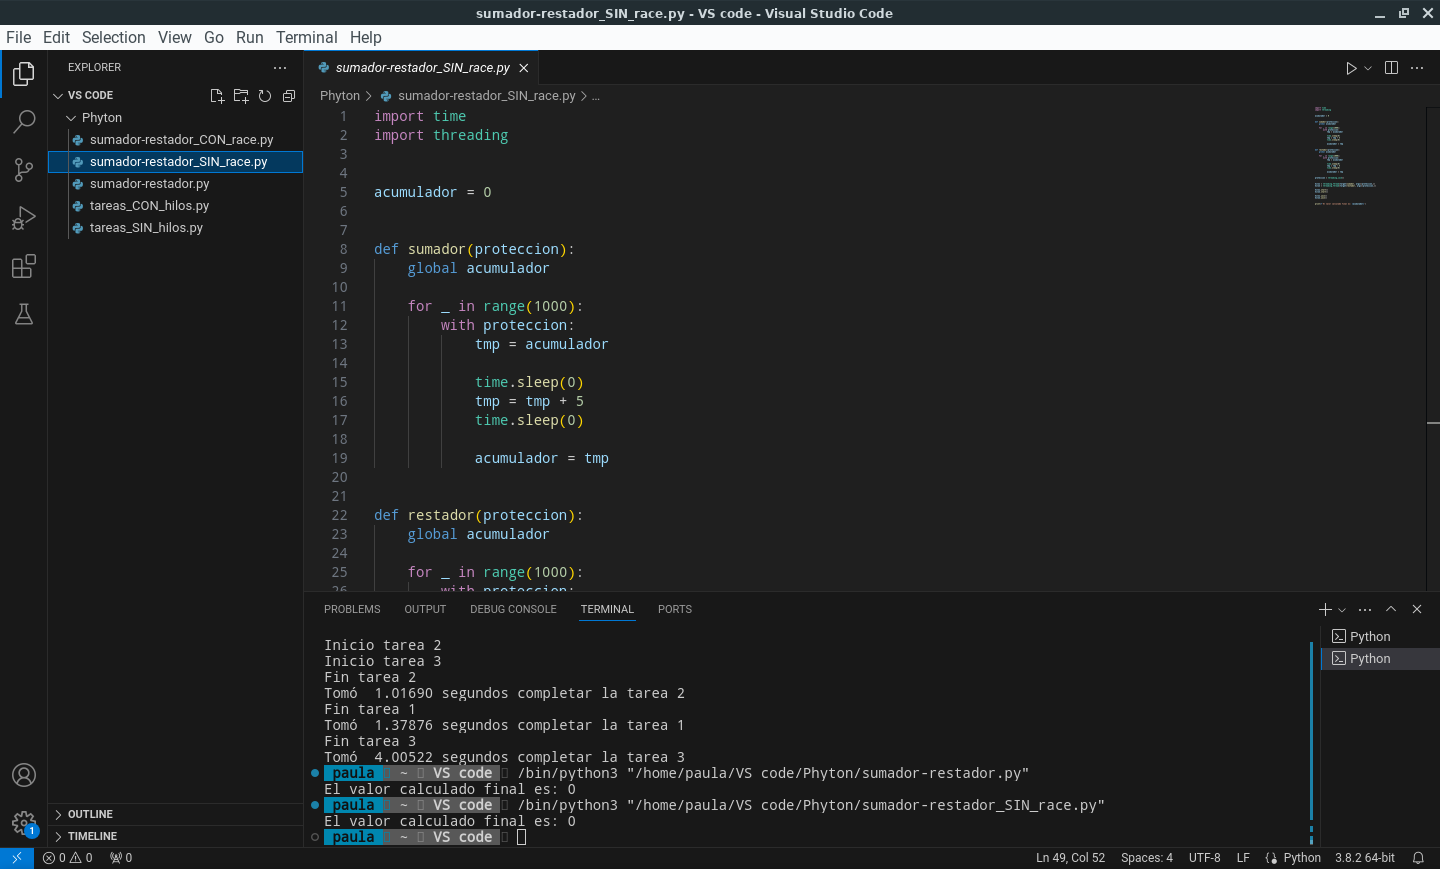 sumador-restador_SIN_race.py - VS code - Visual Studio Code
File Edit Selection View Go Run Terminal Help
EXPLORER
VS CODE
Phyton
sumador-restador_CON_race.py
sumador-restador_SIN_race.py
sumador-restador.py
tareas_CON_hilos.py
tareas_SIN_hilos.py
OUTLINE
TIMELINE
1
sumador-restador_SIN_race.py
Phyton > sumador-restador_SIN_race.py > ...
1 import time
2 import threading
3
4
5 acumulador = 0
6
7
8 def sumador(proteccion):
9 global acumulador
10
11 for _ in range(1000):
12 with proteccion:
13 tmp = acumulador
14
15 time.sleep(0)
16 tmp = tmp + 5
17 time.sleep(0)
18
19 acumulador = tmp
20
21
22 def restador(proteccion):
23 global acumulador
24
25 for _ in range(1000):
26 with proteccion:
PROBLEMS OUTPUT DEBUG CONSOLE TERMINAL PORTS
Inicio tarea 2
Inicio tarea 3
Fin tarea 2
Tomó  1.01690 segundos completar la tarea 2
Fin tarea 1
Tomó  1.37876 segundos completar la tarea 1
Fin tarea 3
Tomó  4.00522 segundos completar la tarea 3
paula ~ VS code /bin/python3 "/home/paula/VS code/Phyton/sumador-restador.py"
El valor calculado final es: 0
paula ~ VS code /bin/python3 "/home/paula/VS code/Phyton/sumador-restador_SIN_race.py"
El valor calculado final es: 0
paula ~ VS code
Python
Python
0 0 0 Ln 49, Col 52 Spaces: 4 UTF-8 LF Python 3.8.2 64-bit